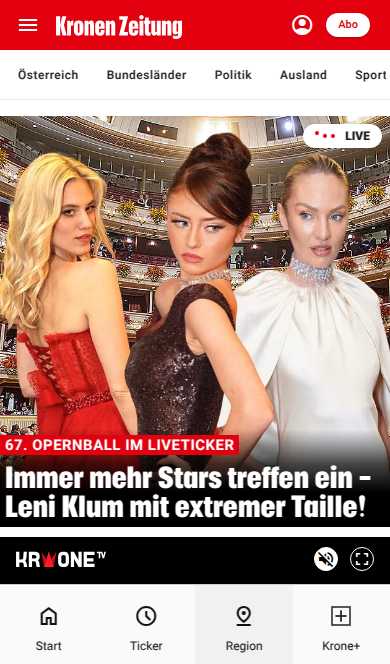 Kronen Zeitung
Abo
Österreich Bundesländer Politik Ausland Sport
LIVE
67. OPERNBALL IM LIVETICKER
Immer mehr Stars treffen ein –
Leni Klum mit extremer Taille!
KRONE TV
Start Ticker Region Krone+